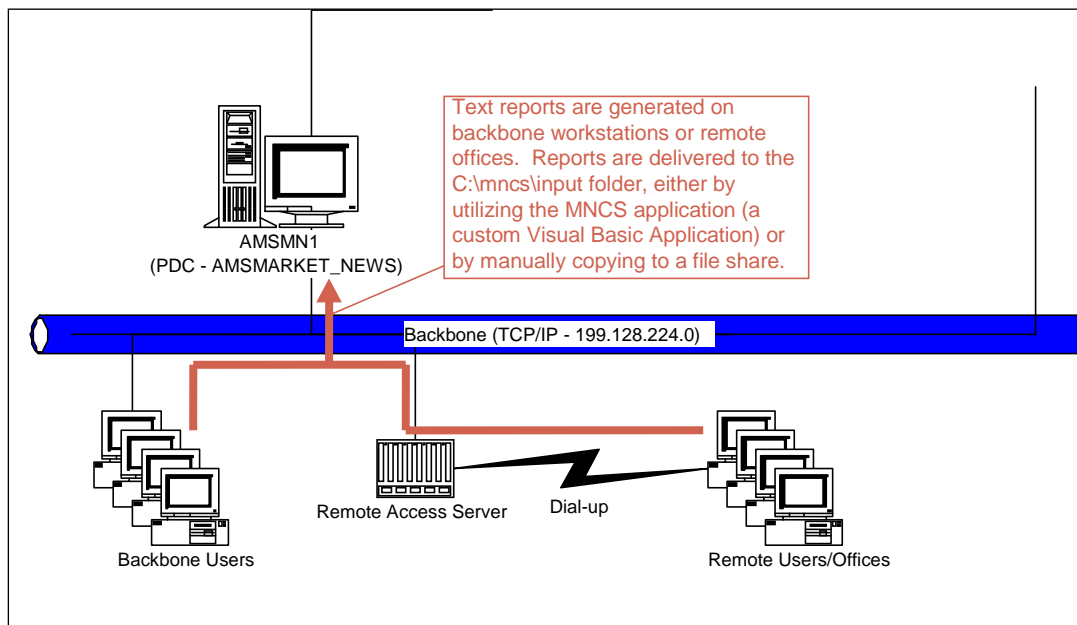 Text reports are generated on
backbone workstations or remote
offices.  Reports are delivered to the
C:\mncs\input folder, either by
utilizing the MNCS application (a
custom Visual Basic Application) or
by manually copying to a file share.
AMSMN1
(PDC - AMSMARKET_NEWS)
Backbone (TCP/IP - 199.128.224.0)
Remote Access Server
Dial-up
Backbone Users
Remote Users/Offices